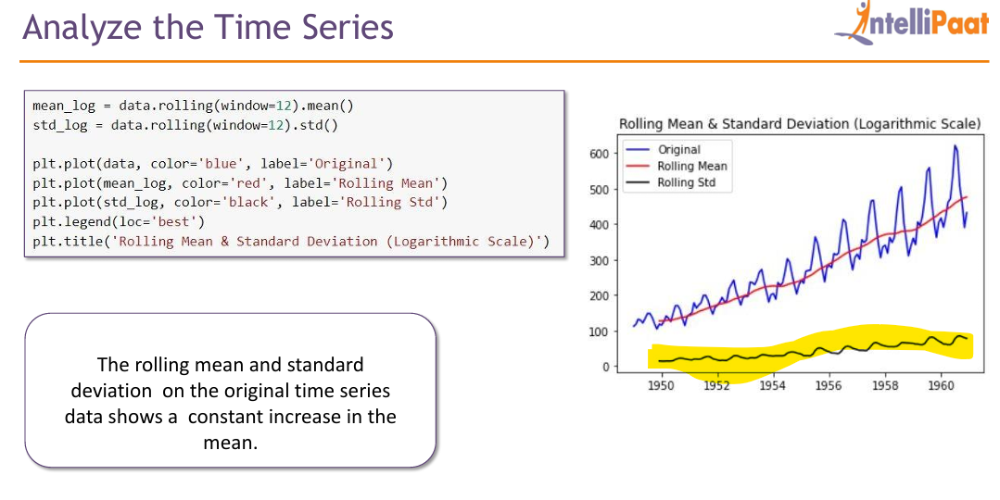 Analyze the Time Series
IntelliPaat
mean_log = data.rolling(window=12).mean()
std_log = data.rolling(window=12).std()
plt.plot(data, color='blue', label='Original')
plt.plot(mean_log, color='red', label='Rolling Mean')
plt.plot(std_log, color='black', label='Rolling Std')
plt.legend(loc='best')
plt.title('Rolling Mean & Standard Deviation (Logarithmic Scale)')
The rolling mean and standard
deviation on the original time series
data shows a constant increase in the
mean.
Rolling Mean & Standard Deviation (Logarithmic Scale)
Original
Rolling Mean
Rolling Std
600
500
400
300
200
100
0
1950 1952 1954 1956 1958 1960